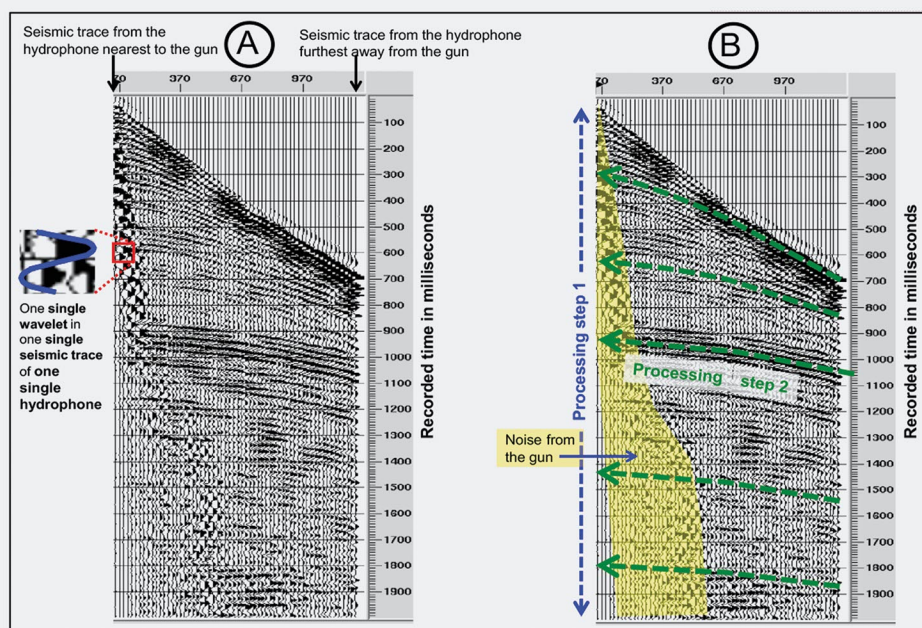 Seismic trace from the
hydrophone nearest to the gun
A
Seismic trace from the hydrophone
furthest away from the gun
70 370 670 970
100
200
300
400
500
600
700
800
900
1000
1100
1200
1300
1400
1500
1600
1700
1800
1900
Recorded time in milliseconds
One single
wavelet in
one single
seismic trace
of one
single
hydrophone
B
70 370 670 970
100
200
300
400
500
600
700
800
900
1000
1100
1200
1300
1400
1500
1600
1700
1800
1900
Recorded time in milliseconds
Processing step 1
Processing step 2
Noise from
the gun